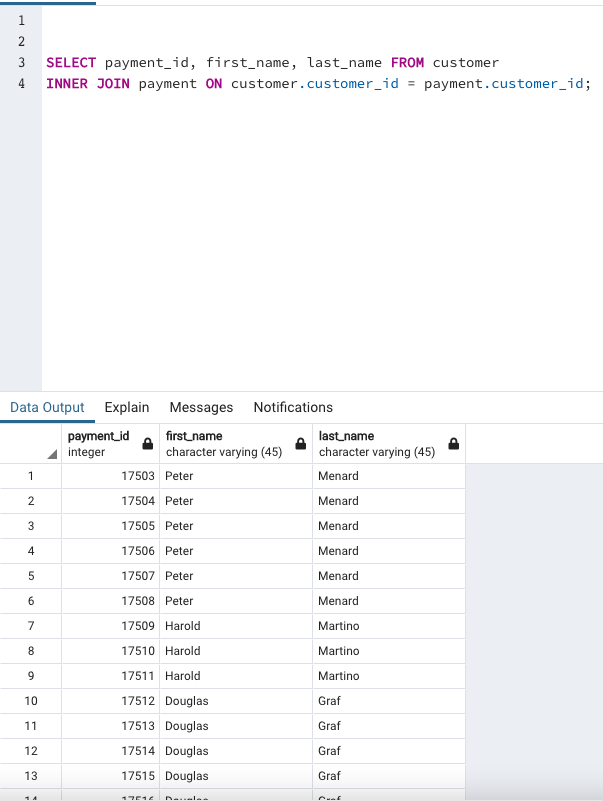 1
2
3 SELECT payment_id, first_name, last_name FROM customer
4 INNER JOIN payment ON customer.customer_id = payment.customer_id;
Data Output Explain Messages Notifications
payment_id first_name last_name
integer character varying (45) character varying (45)
1 17503 Peter Menard
2 17504 Peter Menard
3 17505 Peter Menard
4 17506 Peter Menard
5 17507 Peter Menard
6 17508 Peter Menard
7 17509 Harold Martino
8 17510 Harold Martino
9 17511 Harold Martino
10 17512 Douglas Graf
11 17513 Douglas Graf
12 17514 Douglas Graf
13 17515 Douglas Graf
14 17516 Douglas Graf